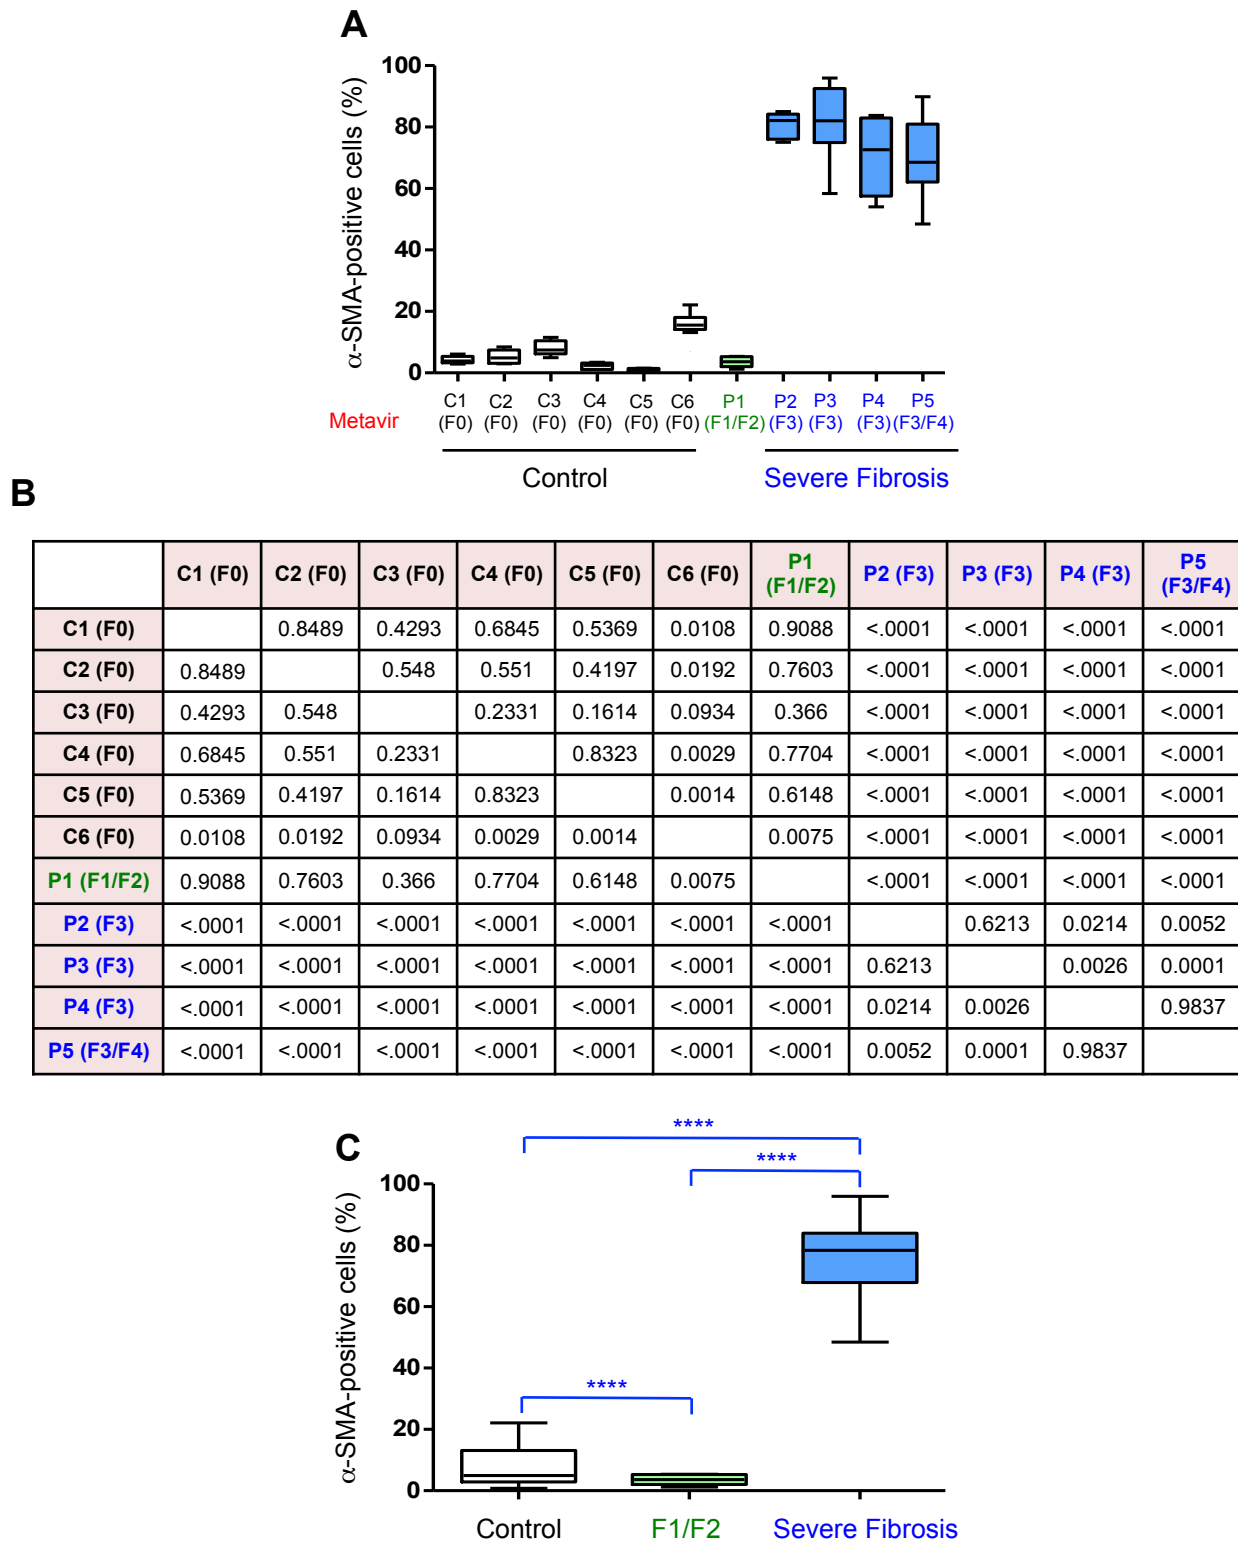 A
α-SMA-positive cells (%)
100
80
60
40
20
0
C1 C2 C3 C4 C5 C6 P1 P2 P3 P4 P5
Metavir (F0) (F0) (F0) (F0) (F0) (F0) (F1/F2) (F3) (F3) (F3) (F3/F4)
Control Severe Fibrosis
B
C1 (F0) C2 (F0) C3 (F0) C4 (F0) C5 (F0) C6 (F0) P1 (F1/F2) P2 (F3) P3 (F3) P4 (F3) P5 (F3/F4)
C1 (F0) 0.8489 0.4293 0.6845 0.5369 0.0108 0.9088 <.0001 <.0001 <.0001 <.0001
C2 (F0) 0.8489 0.548 0.551 0.4197 0.0192 0.7603 <.0001 <.0001 <.0001 <.0001
C3 (F0) 0.4293 0.548 0.2331 0.1614 0.0934 0.366 <.0001 <.0001 <.0001 <.0001
C4 (F0) 0.6845 0.551 0.2331 0.8323 0.0029 0.7704 <.0001 <.0001 <.0001 <.0001
C5 (F0) 0.5369 0.4197 0.1614 0.8323 0.0014 0.6148 <.0001 <.0001 <.0001 <.0001
C6 (F0) 0.0108 0.0192 0.0934 0.0029 0.0014 0.0075 <.0001 <.0001 <.0001 <.0001
P1 (F1/F2) 0.9088 0.7603 0.366 0.7704 0.6148 0.0075 <.0001 <.0001 <.0001 <.0001
P2 (F3) <.0001 <.0001 <.0001 <.0001 <.0001 <.0001 <.0001 0.6213 0.0214 0.0052
P3 (F3) <.0001 <.0001 <.0001 <.0001 <.0001 <.0001 <.0001 0.6213 0.0026 0.0001
P4 (F3) <.0001 <.0001 <.0001 <.0001 <.0001 <.0001 <.0001 0.0214 0.0026 0.9837
P5 (F3/F4) <.0001 <.0001 <.0001 <.0001 <.0001 <.0001 <.0001 0.0052 0.0001 0.9837
C
α-SMA-positive cells (%)
****
****
100
80
60
40
****
20
0
Control F1/F2 Severe Fibrosis